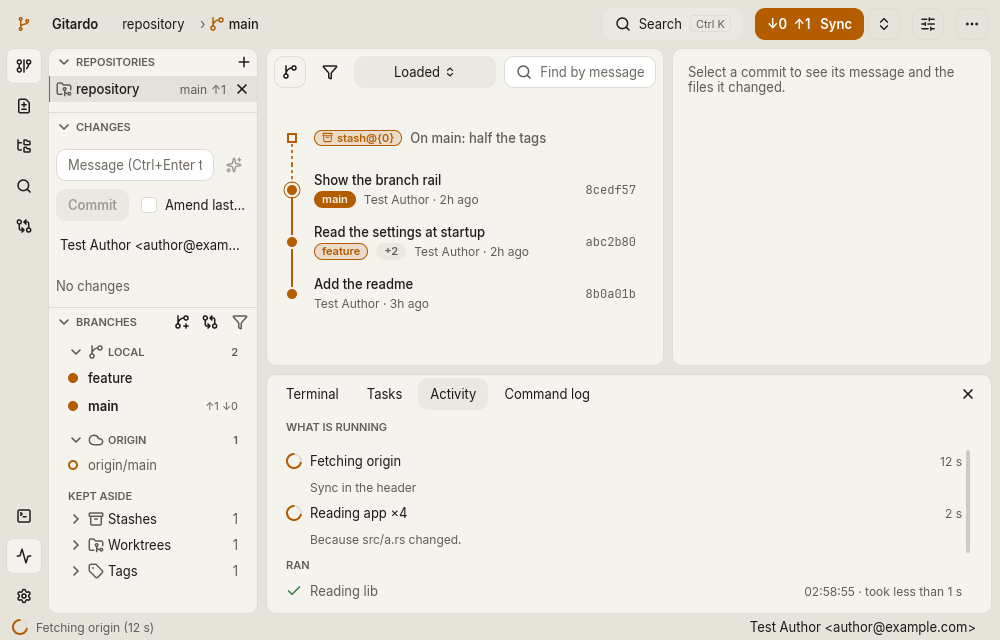 Gitardo
repository
main
Search Ctrl K
↓0 ↑1 Sync
REPOSITORIES
repository main ↑1
CHANGES
Message (Ctrl+Enter t
Commit
Amend last...
Test Author <author@exam...
No changes
BRANCHES
LOCAL 2
feature
main ↑1 ↓0
ORIGIN 1
origin/main
KEPT ASIDE
Stashes 1
Worktrees 1
Tags 1
Loaded
Find by message
stash@{0} On main: half the tags
Show the branch rail
main Test Author · 2h ago
8cedf57
Read the settings at startup
feature +2 Test Author · 2h ago
abc2b80
Add the readme
Test Author · 3h ago
8b0a01b
Select a commit to see its message and the
files it changed.
Terminal Tasks Activity Command log
WHAT IS RUNNING
Fetching origin 12 s
Sync in the header
Reading app ×4 2 s
Because src/a.rs changed.
RAN
Reading lib 02:58:55 · took less than 1 s
Fetching origin (12 s)
Test Author <author@example.com>